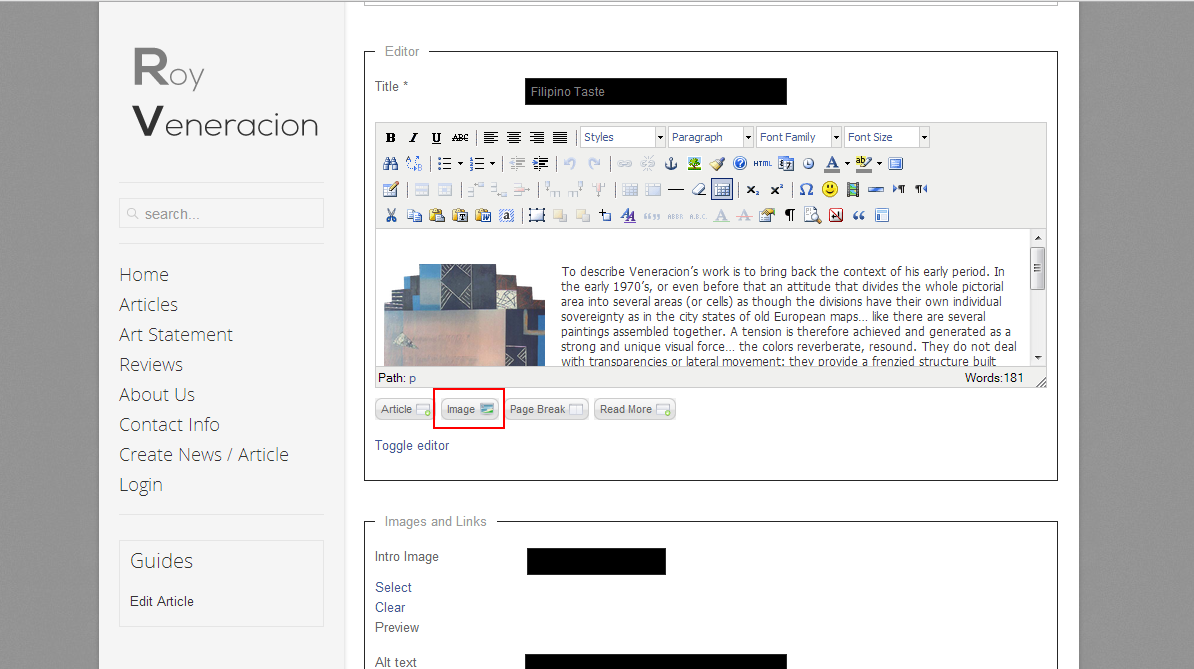 Roy
Veneracion
search...
Home
Articles
Art Statement
Reviews
About Us
Contact Info
Create News / Article
Login
Guides
Edit Article
Editor
Title *
Filipino Taste
B I U ABC Styles Paragraph Font Family Font Size
HTML A ab
x₂ x² Ω ¶ ¶
T W a A “”” ABBR A.B.C. A A ¶ “
To describe Veneracion’s work is to bring back the context of his early period. In
the early 1970’s, or even before that an attitude that divides the whole pictorial
area into several areas (or cells) as though the divisions have their own individual
sovereignty as in the city states of old European maps… like there are several
paintings assembled together. A tension is therefore achieved and generated as a
strong and unique visual force… the colors reverberate, resound. They do not deal
with transparencies or lateral movement; they provide a frenzied structure built
Path: p
Words:181
Article Image Page Break Read More
Toggle editor
Images and Links
Intro Image
Select
Clear
Preview
Alt text